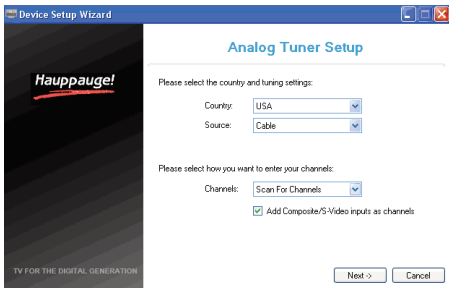 Device Setup Wizard
Analog Tuner Setup
Hauppauge!
Please select the country and tuning settings:
Country: USA
Source: Cable
Please select how you want to enter your channels:
Channels: Scan For Channels
Add Composite/S-Video inputs as channels
TV FOR THE DIGITAL GENERATION
Next -> Cancel